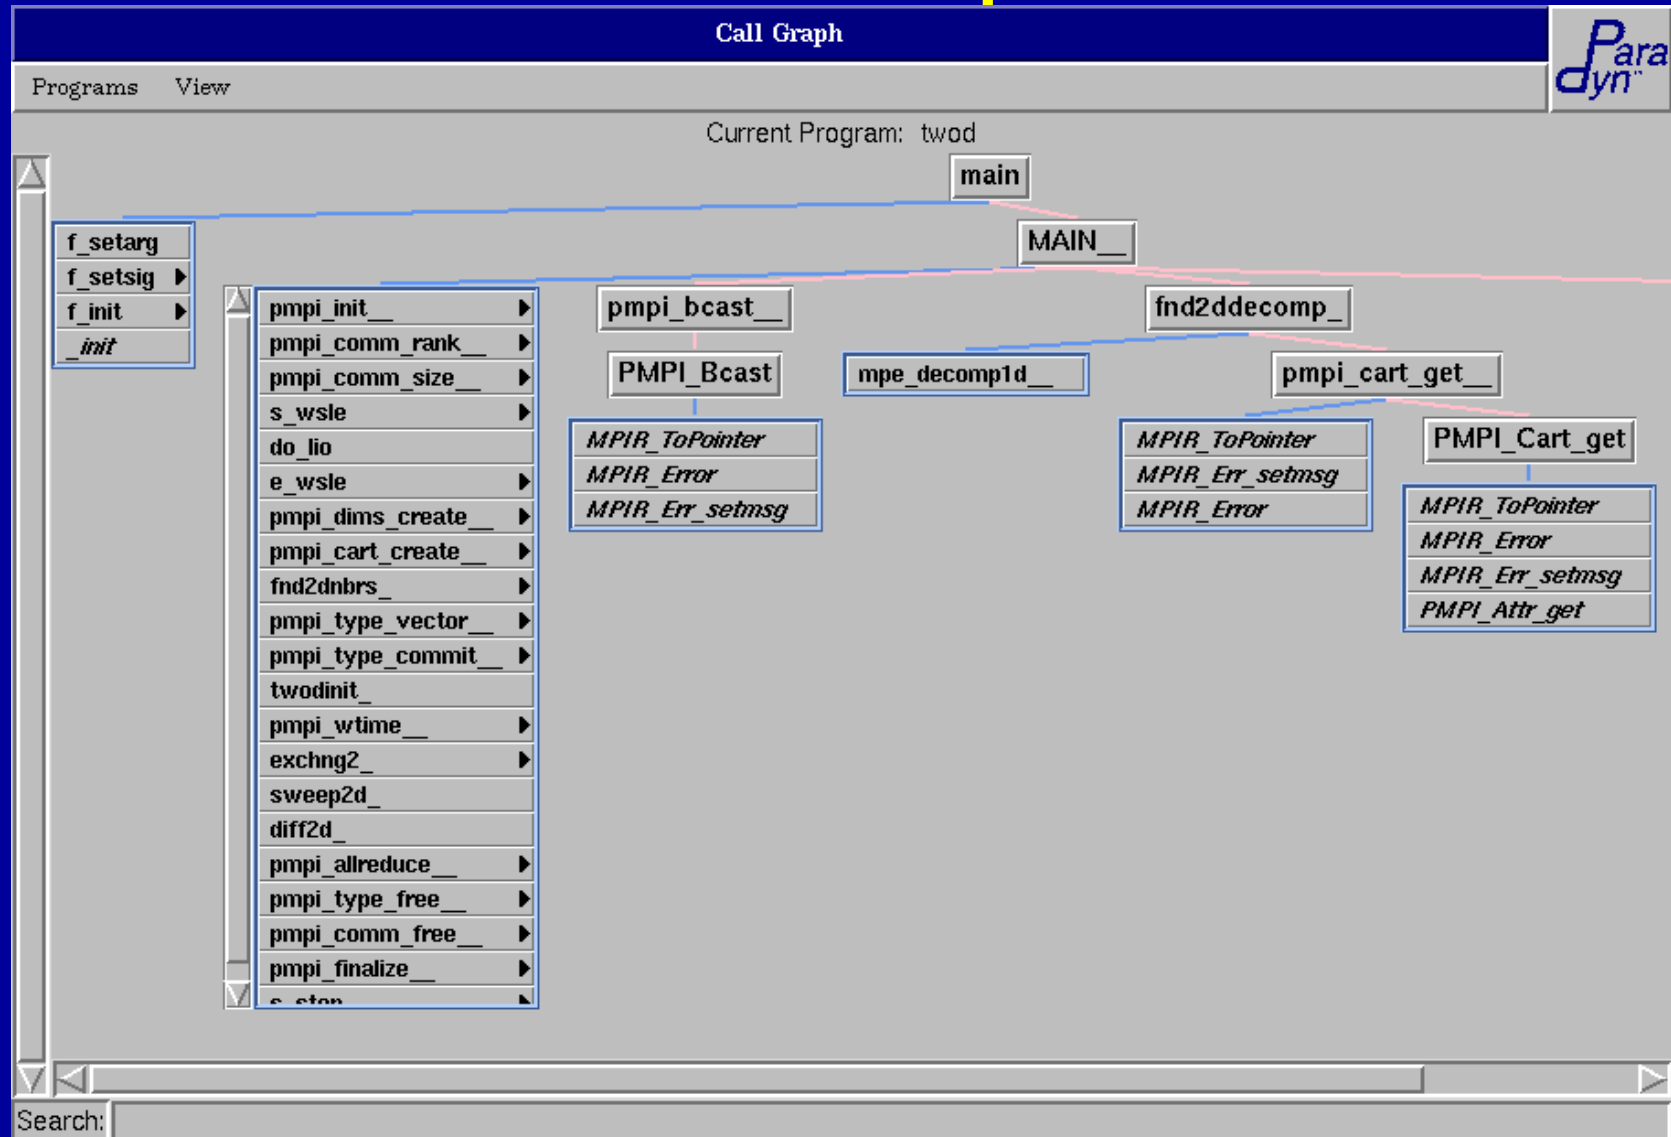 Call Graph
Paradyn™
Programs View
Current Program: twod
main
f_setarg
f_setsig
f_init
_init
MAIN__
pmpi_init__
pmpi_comm_rank__
pmpi_comm_size__
s_wsle
do_lio
e_wsle
pmpi_dims_create__
pmpi_cart_create__
fnd2dnbrs_
pmpi_type_vector__
pmpi_type_commit__
twodinit_
pmpi_wtime__
exchng2_
sweep2d_
diff2d_
pmpi_allreduce__
pmpi_type_free__
pmpi_comm_free__
pmpi_finalize__
pmpi_bcast__
PMPI_Bcast
MPIR_ToPointer
MPIR_Error
MPIR_Err_setmsg
fnd2ddecomp_
mpe_decomp1d__
pmpi_cart_get__
MPIR_ToPointer
MPIR_Err_setmsg
MPIR_Error
PMPI_Cart_get
MPIR_ToPointer
MPIR_Error
MPIR_Err_setmsg
PMPI_Attr_get
Search: